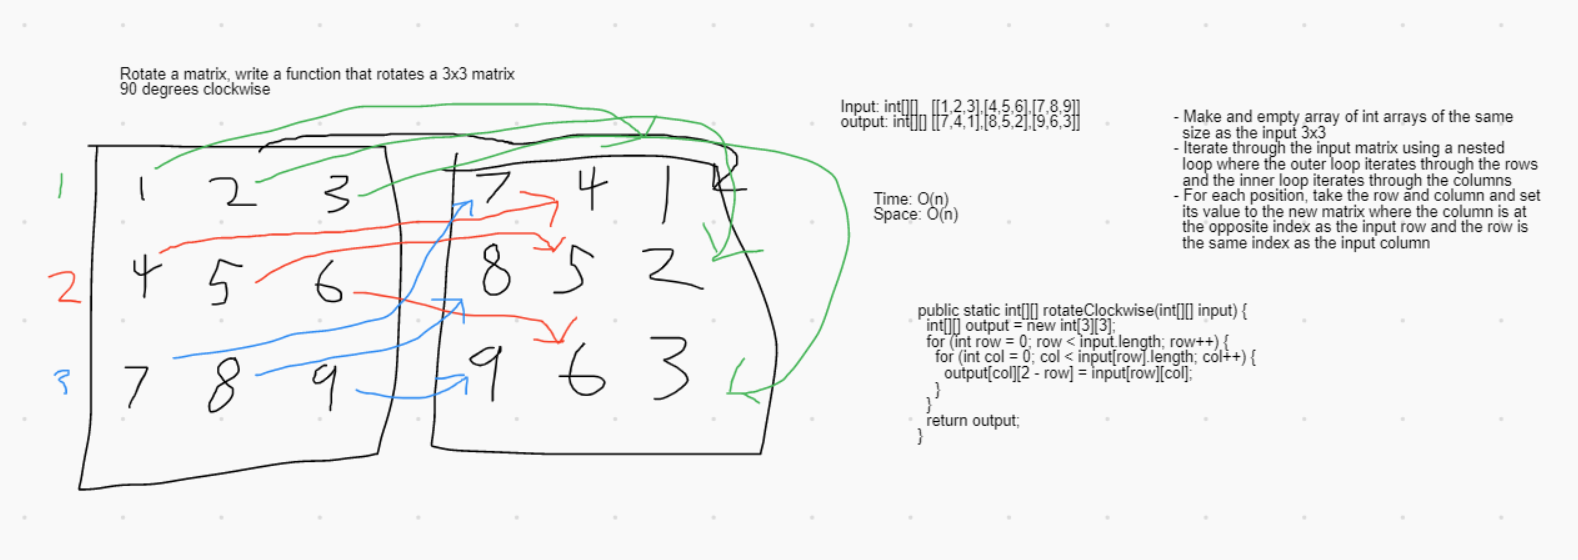 Rotate a matrix, write a function that rotates a 3x3 matrix
90 degrees clockwise
1 1 2 3
2 4 5 6
3 7 8 9
7 4 1
8 5 2
9 6 3
Input: int[][] [[1,2,3],[4,5,6],[7,8,9]]
output: int[][] [[7,4,1],[8,5,2],[9,6,3]]
Time: O(n)
Space: O(n)
- Make and empty array of int arrays of the same
size as the input 3x3
- Iterate through the input matrix using a nested
loop where the outer loop iterates through the rows
and the inner loop iterates through the columns
- For each position, take the row and column and set
its value to the new matrix where the column is at
the opposite index as the input row and the row is
the same index as the input column
public static int[][] rotateClockwise(int[][] input) {
int[][] output = new int[3][3];
for (int row = 0; row < input.length; row++) {
for (int col = 0; col < input[row].length; col++) {
output[col][2 - row] = input[row][col];
}
}
return output;
}